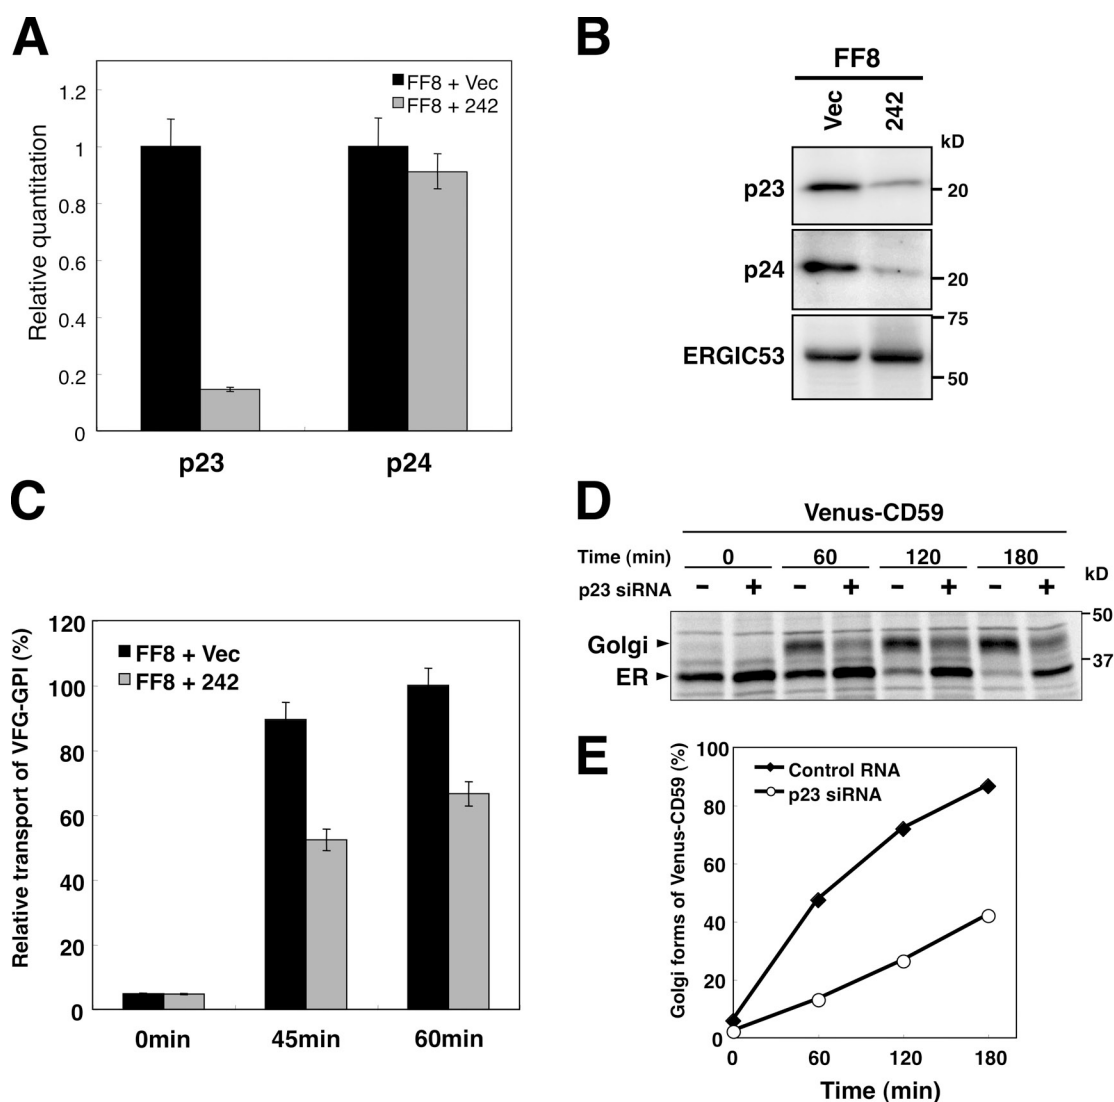 A
FF8 + Vec
FF8 + 242
Relative quantitation
1.2
1
0.8
0.6
0.4
0.2
0
p23
p24
B
FF8
Vec
242
kD
p23
20
p24
20
ERGIC53
75
50
C
FF8 + Vec
FF8 + 242
Relative transport of VFG-GPI (%)
120
100
80
60
40
20
0
0min
45min
60min
D
Venus-CD59
Time (min) 0 60 120 180
kD
p23 siRNA - + - + - + - +
50
Golgi
37
ER
E
Control RNA
p23 siRNA
Golgi forms of Venus-CD59 (%)
100
80
60
40
20
0
0 60 120 180
Time (min)